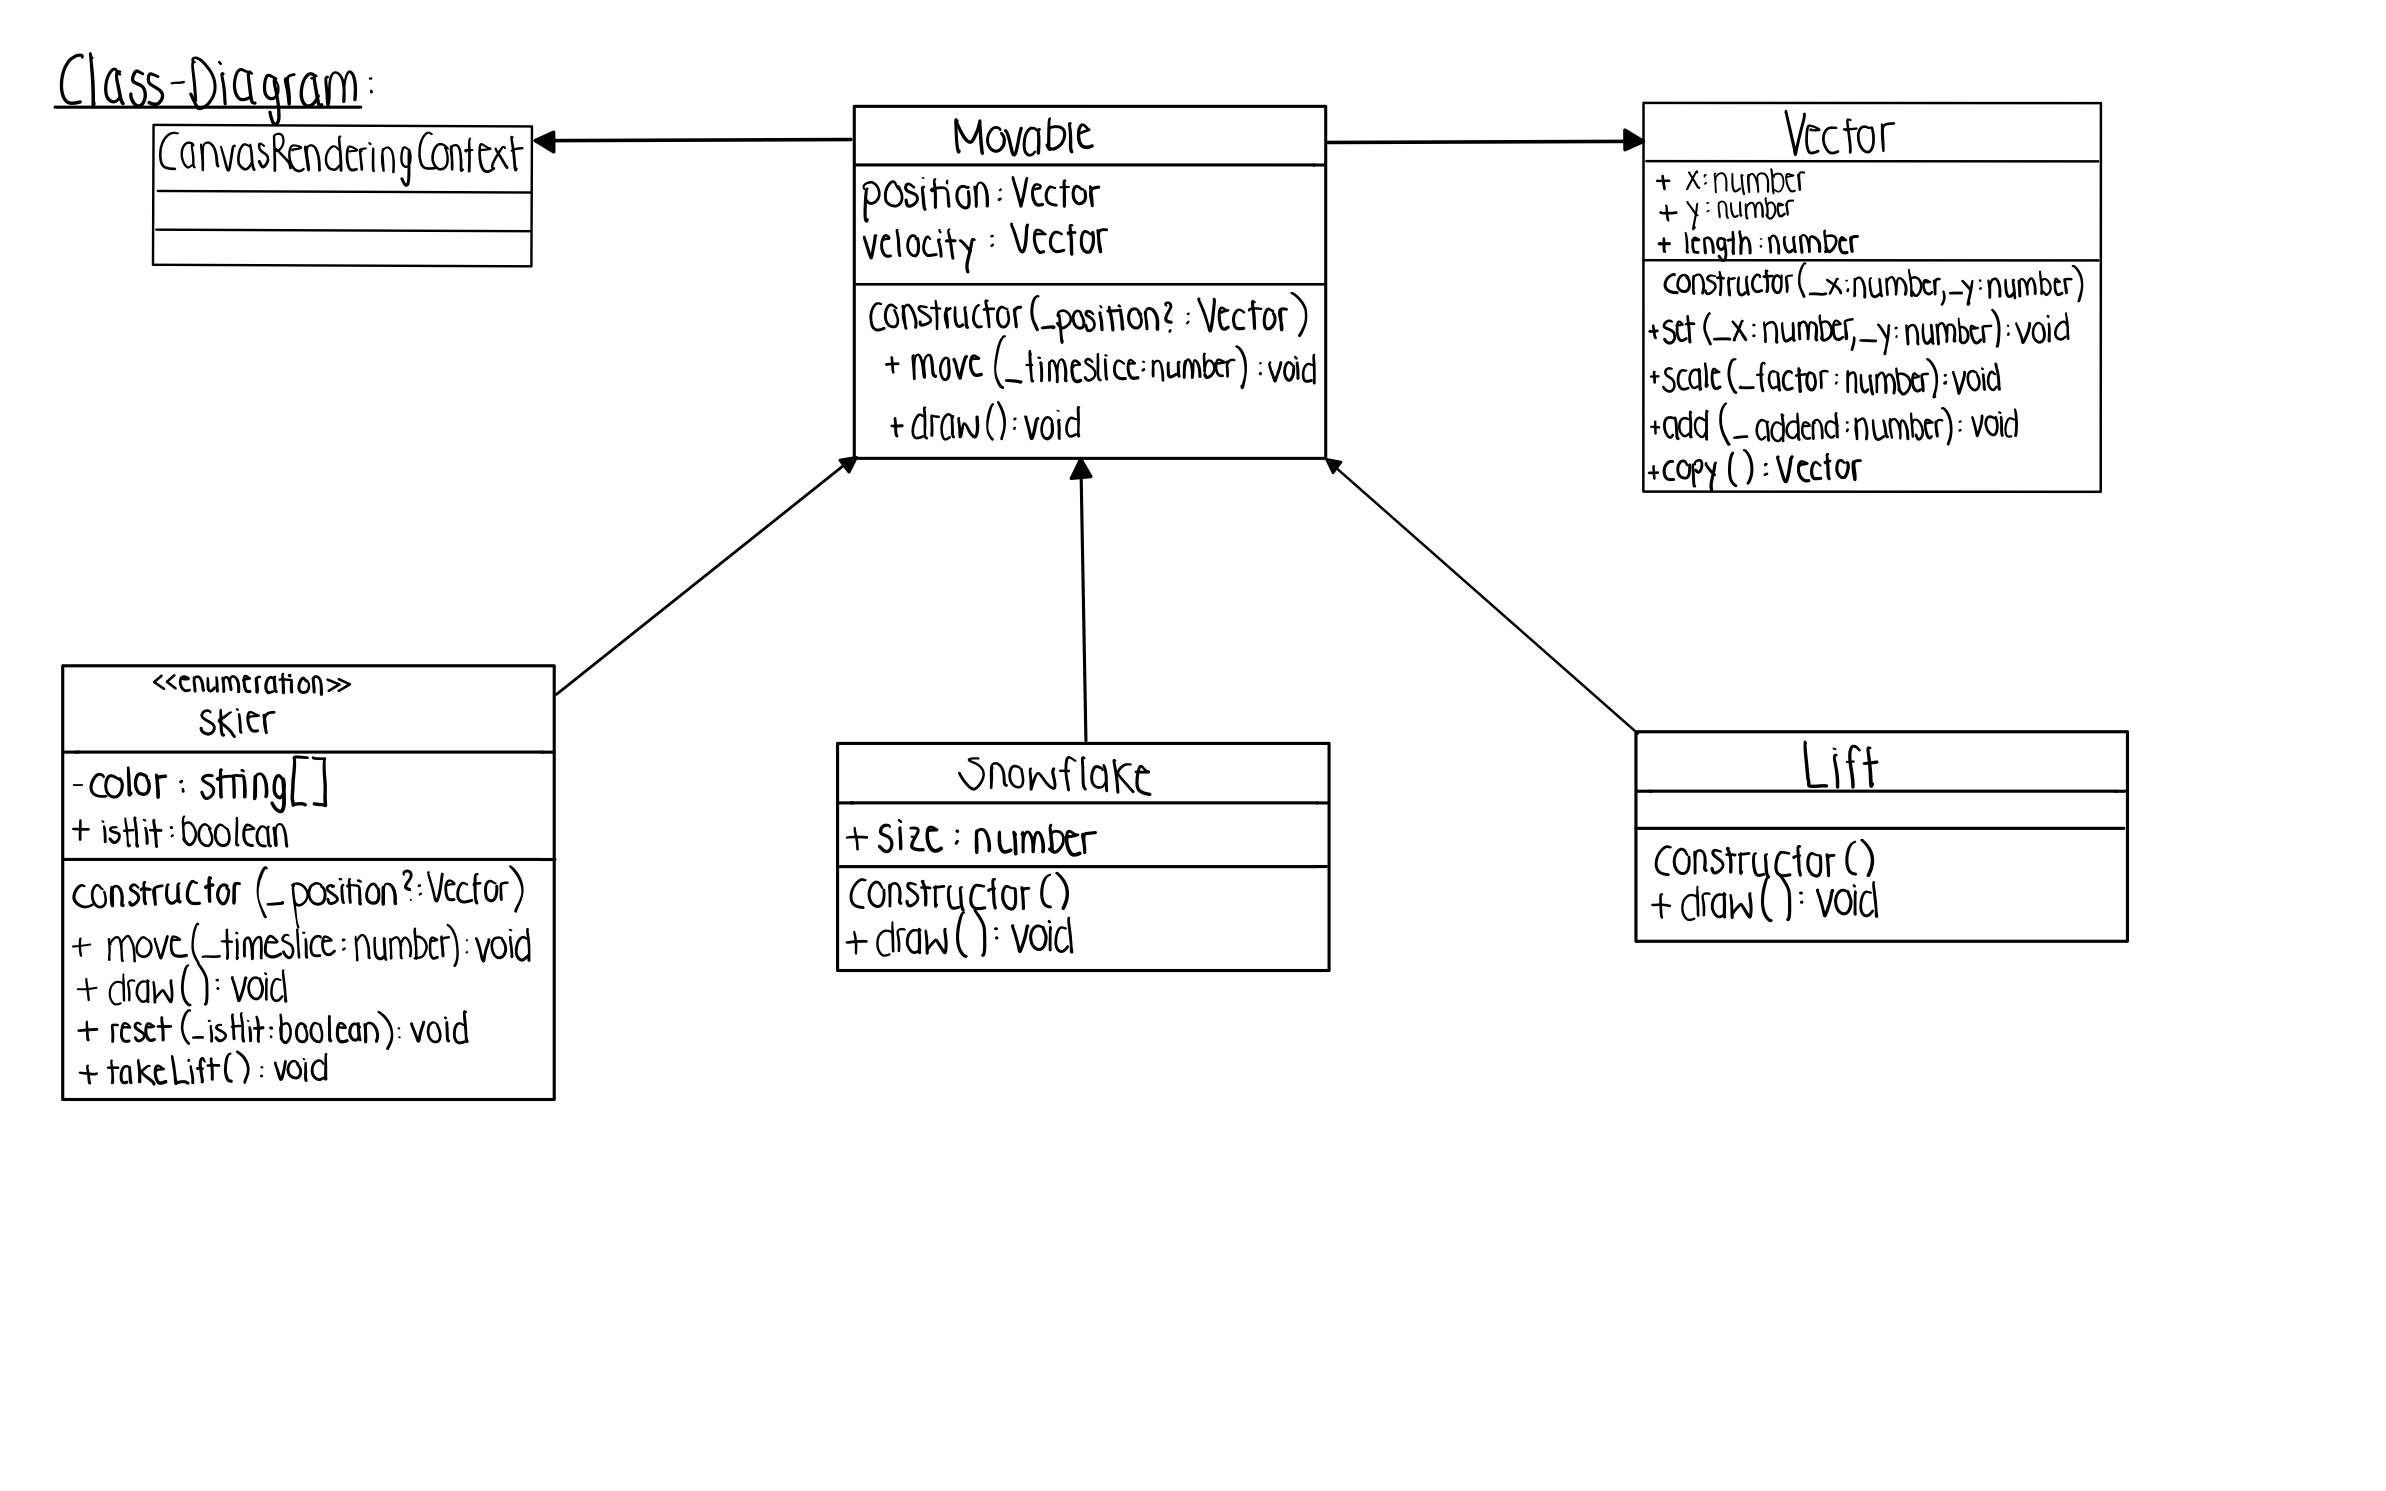 Class-Diagram:
CanvasRenderingContext
Movable
position: Vector
velocity: Vector
constructor(_position?: Vector)
+ move (_timeslice: number): void
+ draw(): void
Vector
+ x: number
+ y: number
+ length: number
constructor(_x: number, _y: number)
+set (_x: number, _y: number): void
+scale(_factor: number): void
+add (_addend: number): void
+copy(): Vector
<<enumeration>>
Skier
- color: string[]
+ isHit: boolean
constructor (_position?: Vector)
+ move(_timeslice: number): void
+ draw(): void
+ reset (_isHit: boolean): void
+ takeLift(): void
Snowflake
+ size: number
constructor()
+ draw(): void
Lift
constructor()
+ draw(): void